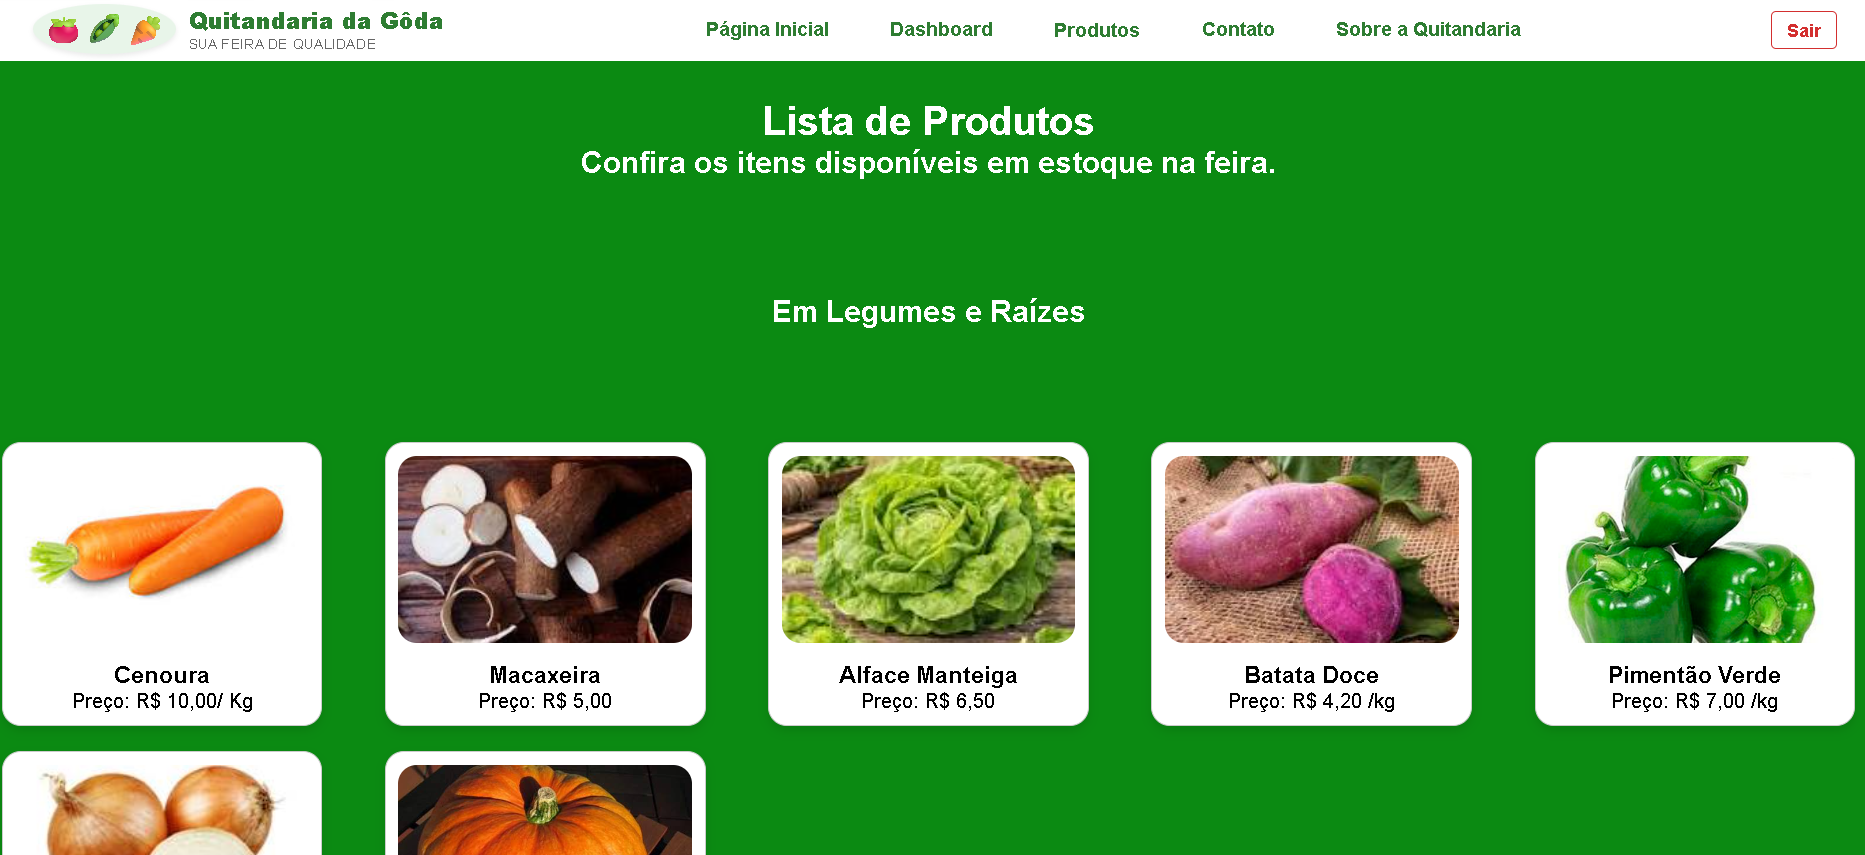 Quitandaria da Gôda
SUA FEIRA DE QUALIDADE
Página Inicial
Dashboard
Produtos
Contato
Sobre a Quitandaria
Sair
Lista de Produtos
Confira os itens disponíveis em estoque na feira.
Em Legumes e Raízes
Cenoura
Preço: R$ 10,00/ Kg
Macaxeira
Preço: R$ 5,00
Alface Manteiga
Preço: R$ 6,50
Batata Doce
Preço: R$ 4,20 /kg
Pimentão Verde
Preço: R$ 7,00 /kg